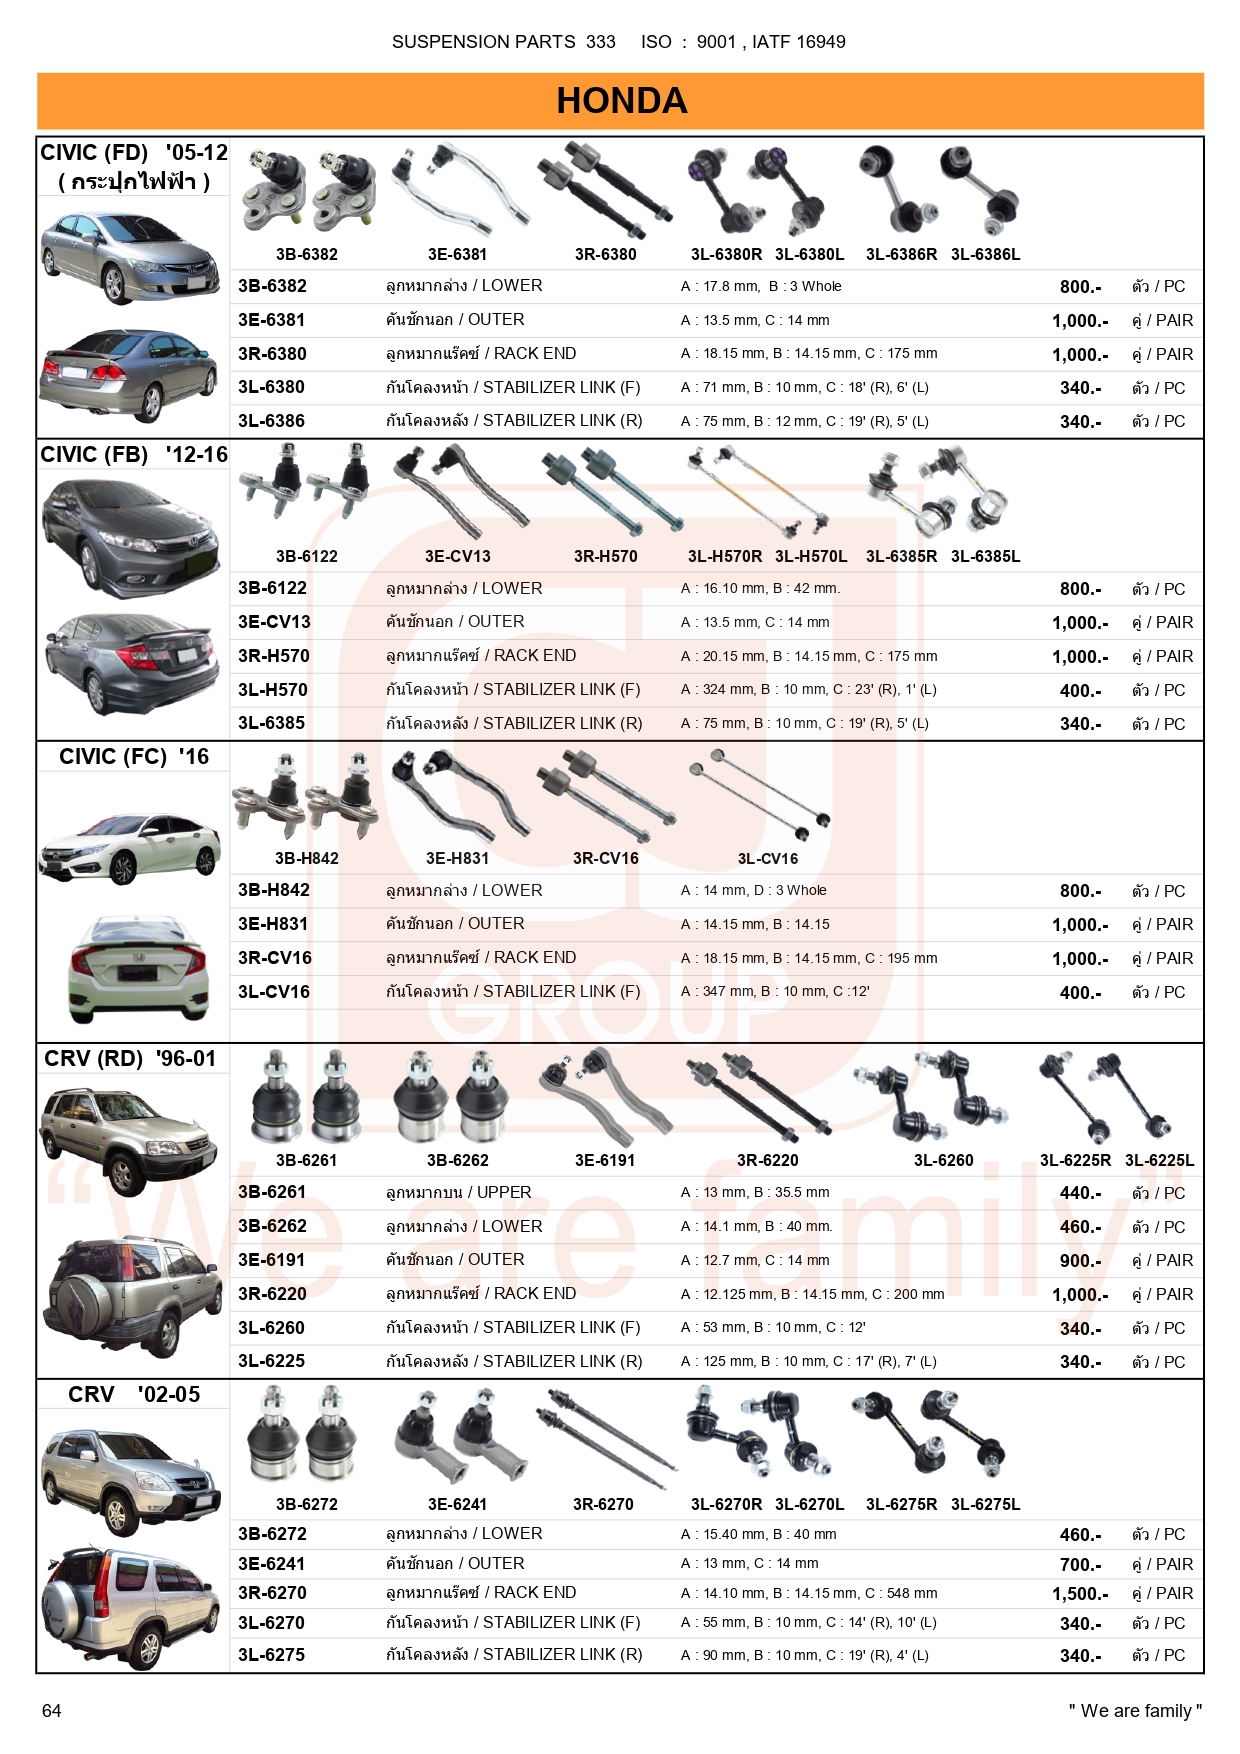 SUSPENSION PARTS 333 ISO : 9001 , IATF 16949
HONDA
CIVIC (FD) '05-12
( กระปุกไฟฟ้า )
3B-6382 3E-6381 3R-6380 3L-6380R 3L-6380L 3L-6386R 3L-6386L
3B-6382 ลูกหมากล่าง / LOWER A : 17.8 mm, B : 3 Whole 800.- ตัว / PC
3E-6381 คันชักนอก / OUTER A : 13.5 mm, C : 14 mm 1,000.- คู่ / PAIR
3R-6380 ลูกหมากแร๊คซ์ / RACK END A : 18.15 mm, B : 14.15 mm, C : 175 mm 1,000.- คู่ / PAIR
3L-6380 กันโคลงหน้า / STABILIZER LINK (F) A : 71 mm, B : 10 mm, C : 18' (R), 6' (L) 340.- ตัว / PC
3L-6386 กันโคลงหลัง / STABILIZER LINK (R) A : 75 mm, B : 12 mm, C : 19' (R), 5' (L) 340.- ตัว / PC
CIVIC (FB) '12-16
3B-6122 3E-CV13 3R-H570 3L-H570R 3L-H570L 3L-6385R 3L-6385L
3B-6122 ลูกหมากล่าง / LOWER A : 16.10 mm, B : 42 mm. 800.- ตัว / PC
3E-CV13 คันชักนอก / OUTER A : 13.5 mm, C : 14 mm 1,000.- คู่ / PAIR
3R-H570 ลูกหมากแร๊คซ์ / RACK END A : 20.15 mm, B : 14.15 mm, C : 175 mm 1,000.- คู่ / PAIR
3L-H570 กันโคลงหน้า / STABILIZER LINK (F) A : 324 mm, B : 10 mm, C : 23' (R), 1' (L) 400.- ตัว / PC
3L-6385 กันโคลงหลัง / STABILIZER LINK (R) A : 75 mm, B : 10 mm, C : 19' (R), 5' (L) 340.- ตัว / PC
CIVIC (FC) '16
3B-H842 3E-H831 3R-CV16 3L-CV16
3B-H842 ลูกหมากล่าง / LOWER A : 14 mm, D : 3 Whole 800.- ตัว / PC
3E-H831 คันชักนอก / OUTER A : 14.15 mm, B : 14.15 1,000.- คู่ / PAIR
3R-CV16 ลูกหมากแร๊คซ์ / RACK END A : 18.15 mm, B : 14.15 mm, C : 195 mm 1,000.- คู่ / PAIR
3L-CV16 กันโคลงหน้า / STABILIZER LINK (F) A : 347 mm, B : 10 mm, C :12' 400.- ตัว / PC
GROUP
CRV (RD) '96-01
3B-6261 3B-6262 3E-6191 3R-6220 3L-6260 3L-6225R 3L-6225L
3B-6261 ลูกหมากบน / UPPER A : 13 mm, B : 35.5 mm 440.- ตัว / PC
3B-6262 ลูกหมากล่าง / LOWER A : 14.1 mm, B : 40 mm. 460.- ตัว / PC
3E-6191 คันชักนอก / OUTER A : 12.7 mm, C : 14 mm 900.- คู่ / PAIR
3R-6220 ลูกหมากแร๊คซ์ / RACK END A : 12.125 mm, B : 14.15 mm, C : 200 mm 1,000.- คู่ / PAIR
3L-6260 กันโคลงหน้า / STABILIZER LINK (F) A : 53 mm, B : 10 mm, C : 12' 340.- ตัว / PC
3L-6225 กันโคลงหลัง / STABILIZER LINK (R) A : 125 mm, B : 10 mm, C : 17' (R), 7' (L) 340.- ตัว / PC
“We are family”
CRV '02-05
3B-6272 3E-6241 3R-6270 3L-6270R 3L-6270L 3L-6275R 3L-6275L
3B-6272 ลูกหมากล่าง / LOWER A : 15.40 mm, B : 40 mm 460.- ตัว / PC
3E-6241 คันชักนอก / OUTER A : 13 mm, C : 14 mm 700.- คู่ / PAIR
3R-6270 ลูกหมากแร๊คซ์ / RACK END A : 14.10 mm, B : 14.15 mm, C : 548 mm 1,500.- คู่ / PAIR
3L-6270 กันโคลงหน้า / STABILIZER LINK (F) A : 55 mm, B : 10 mm, C : 14' (R), 10' (L) 340.- ตัว / PC
3L-6275 กันโคลงหลัง / STABILIZER LINK (R) A : 90 mm, B : 10 mm, C : 19' (R), 4' (L) 340.- ตัว / PC
64 " We are family "